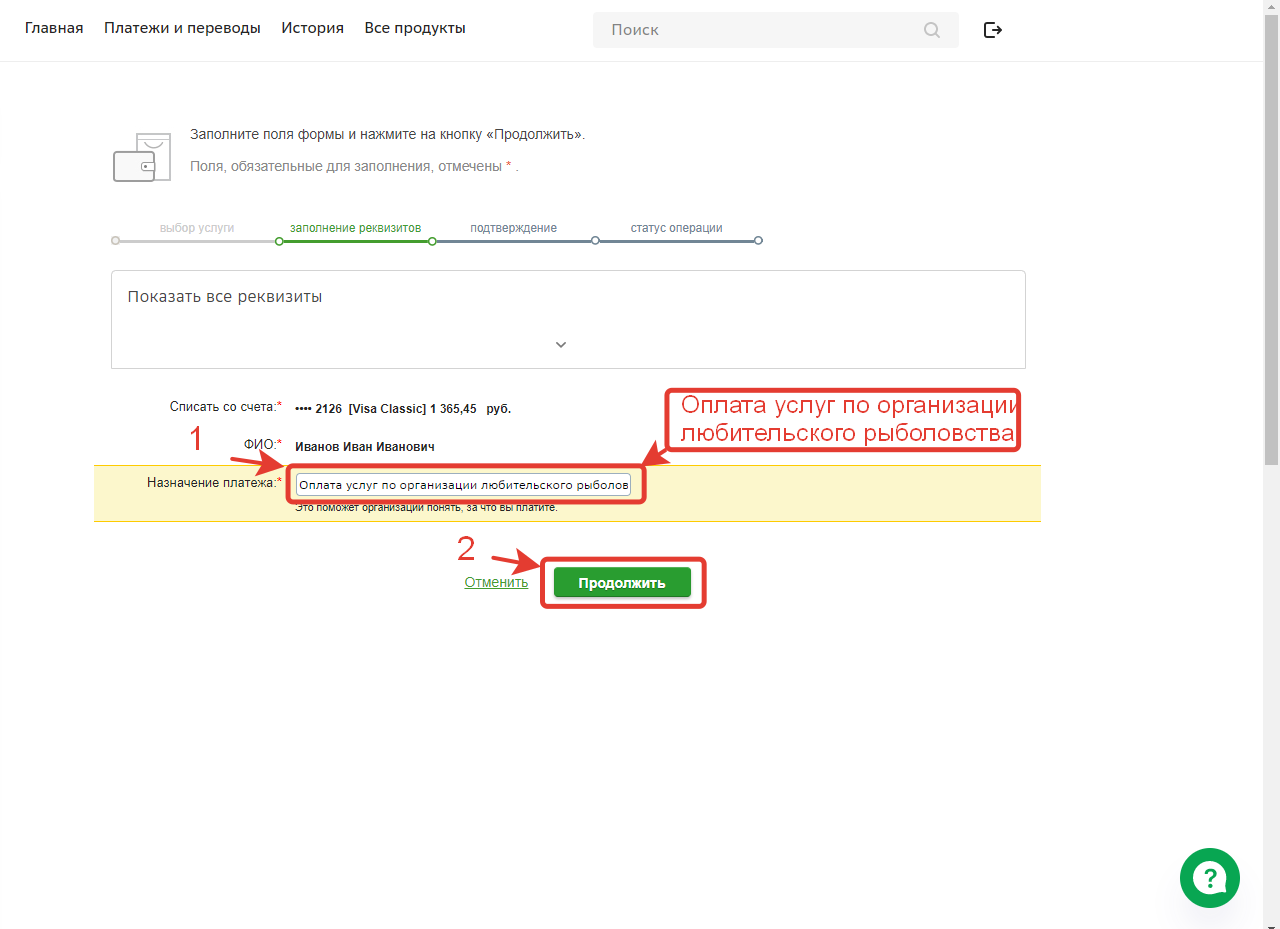 Главная Платежи и переводы История Все продукты Поиск
Заполните поля формы и нажмите на кнопку «Продолжить».
Поля, обязательные для заполнения, отмечены * .
выбор услуги заполнение реквизитов подтверждение статус операции
Показать все реквизиты
Списать со счета:* •••• 2126 [Visa Classic] 1 365,45 руб.
Оплата услуг по организации
любительского рыболовства
1
ФИО:* Иванов Иван Иванович
Назначение платежа:* Оплата услуг по организации любительского рыболов
Это поможет организации понять, за что вы платите.
2
Отменить Продолжить
?